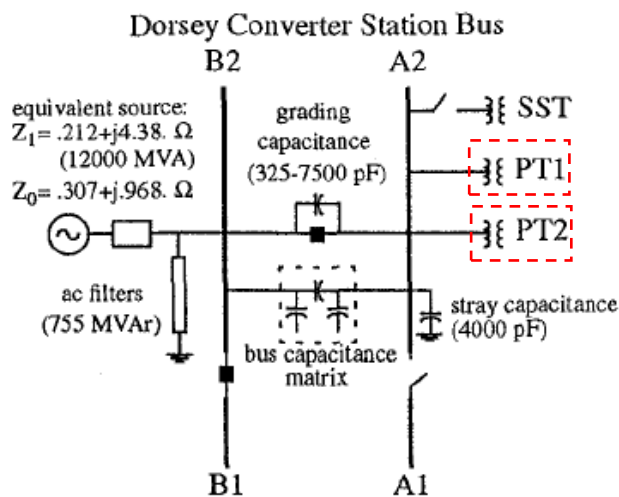 Dorsey Converter Station Bus
B2
A2
equivalent source:
Z1= .212+j4.38. Ω
(12000 MVA)
Z0= .307+j.968. Ω
grading
capacitance
(325-7500 pF)
SST
PT1
PT2
ac filters
(755 MVAr)
stray capacitance
(4000 pF)
bus capacitance
matrix
B1
A1